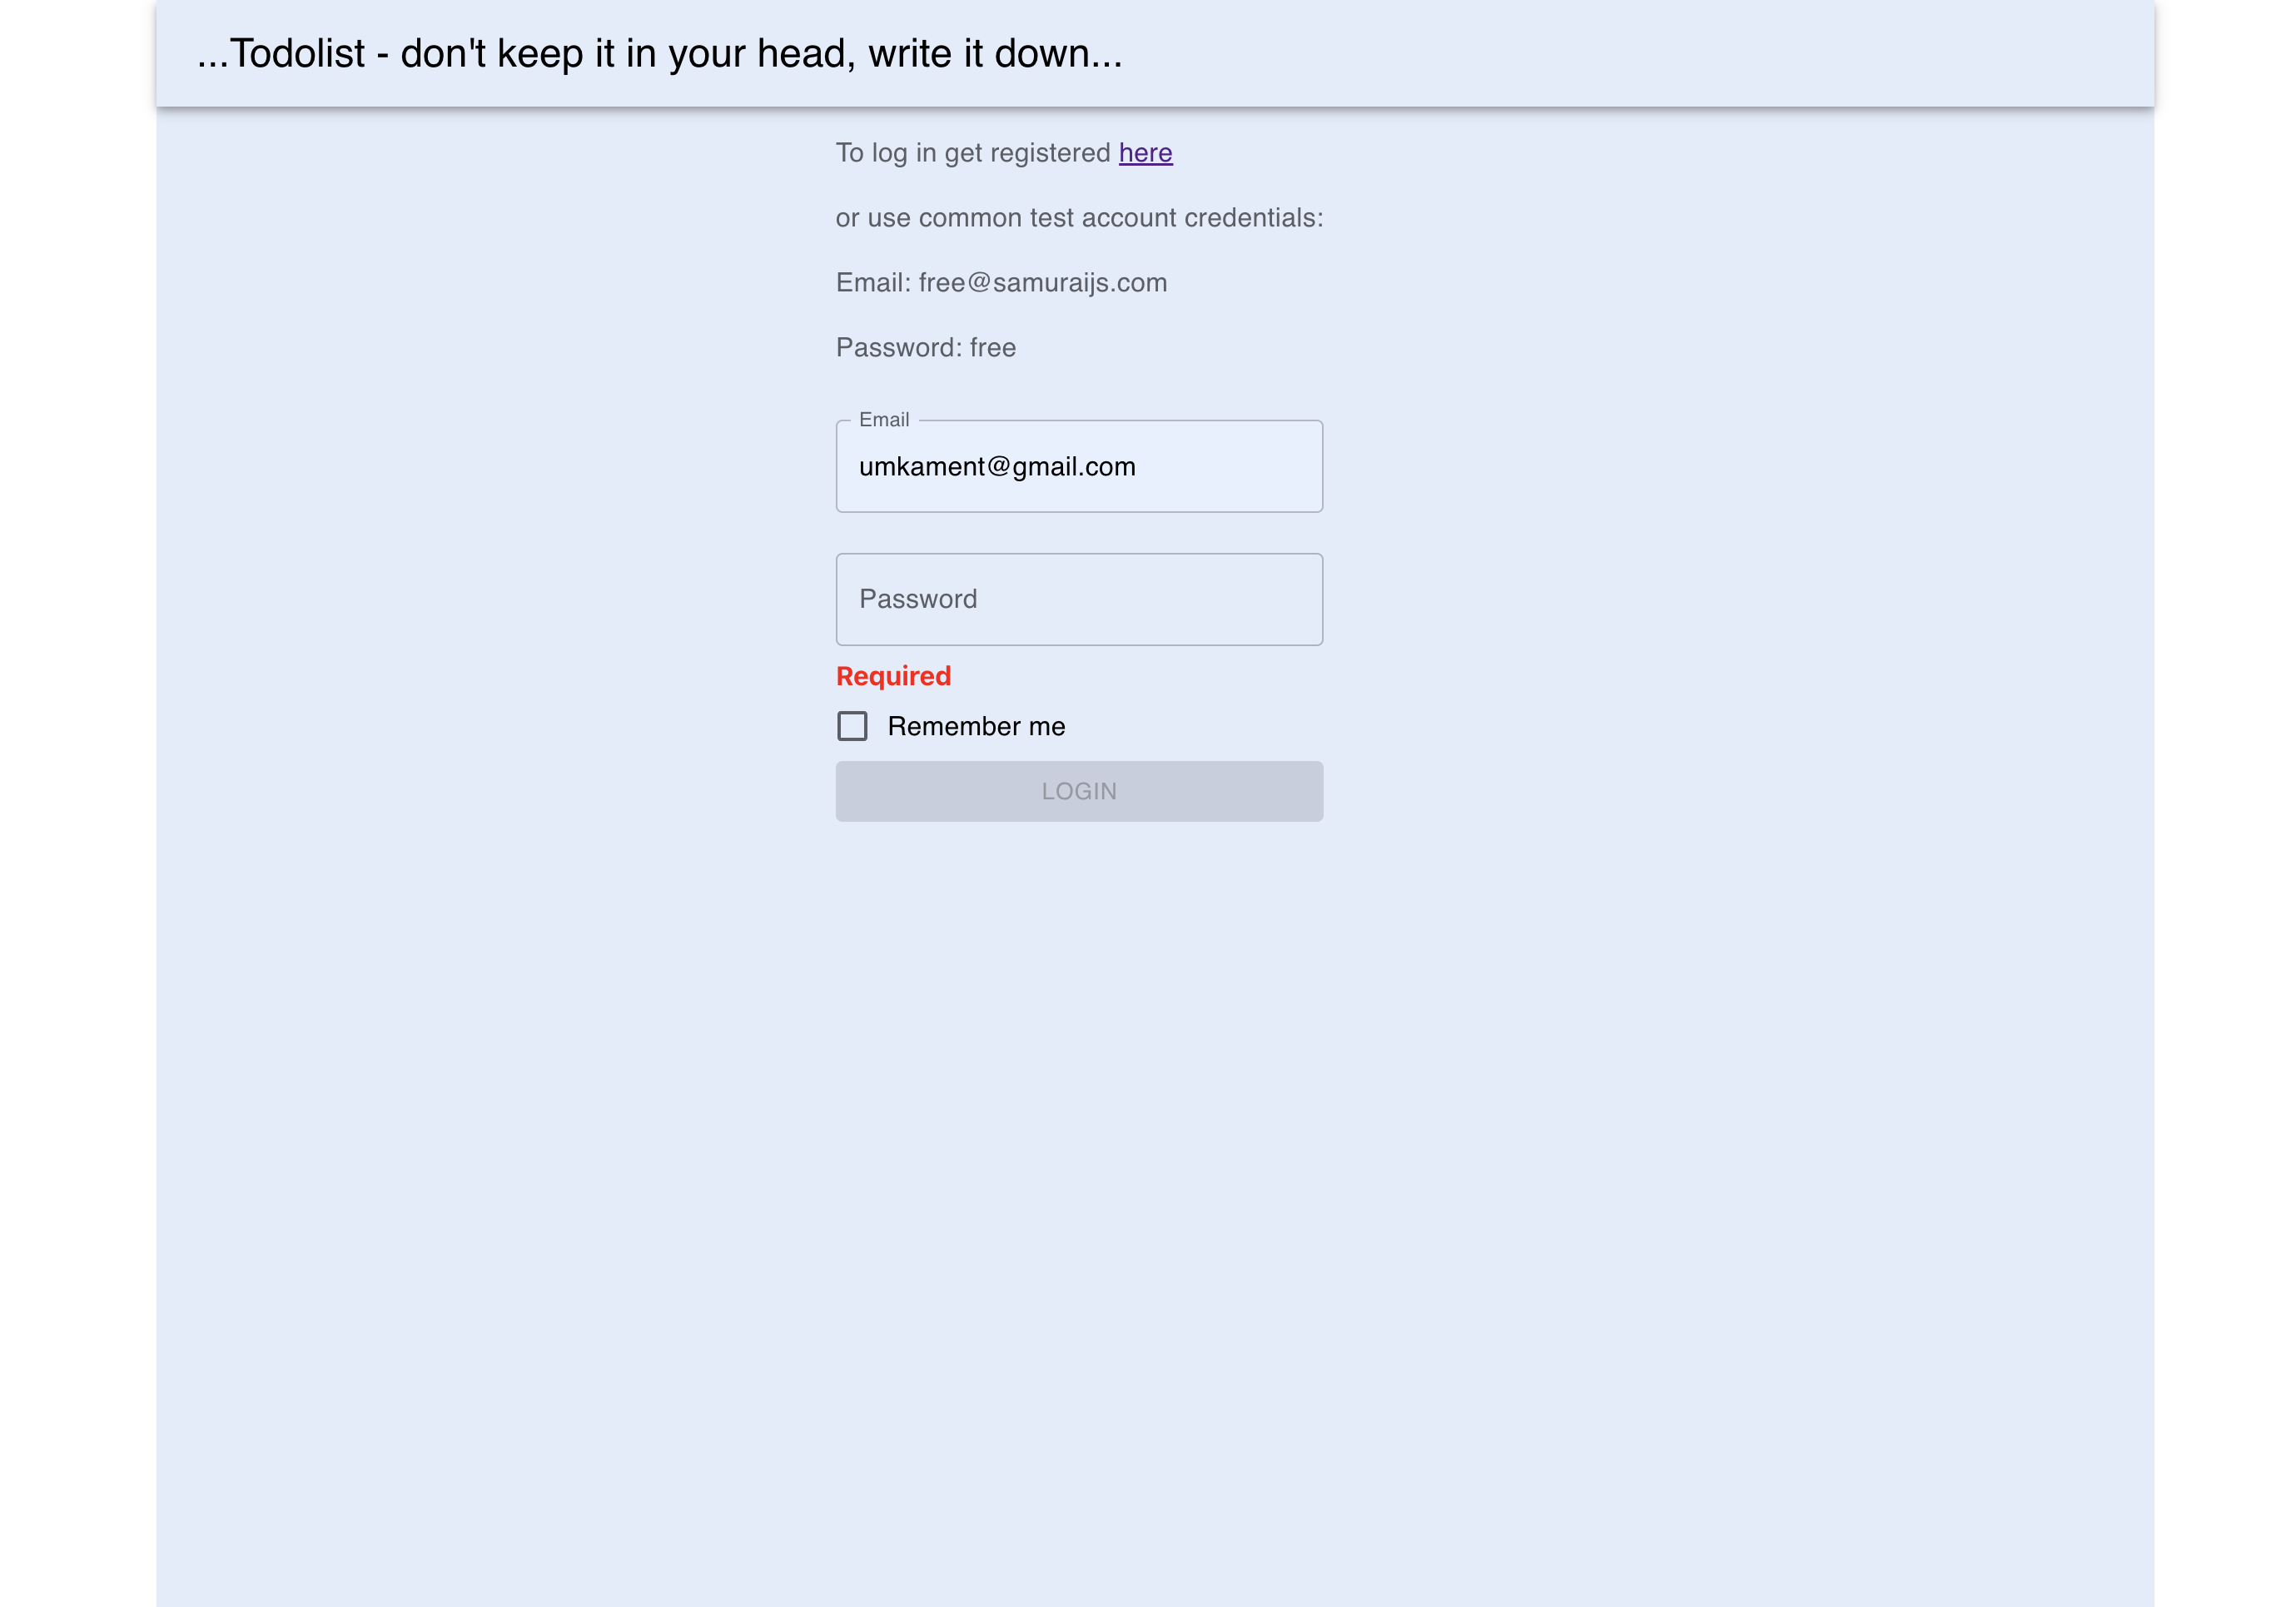 ...Todolist - don't keep it in your head, write it down...
To log in get registered here
or use common test account credentials:
Email: free@samuraijs.com
Password: free
Email
umkament@gmail.com
Password
Required
Remember me
LOGIN